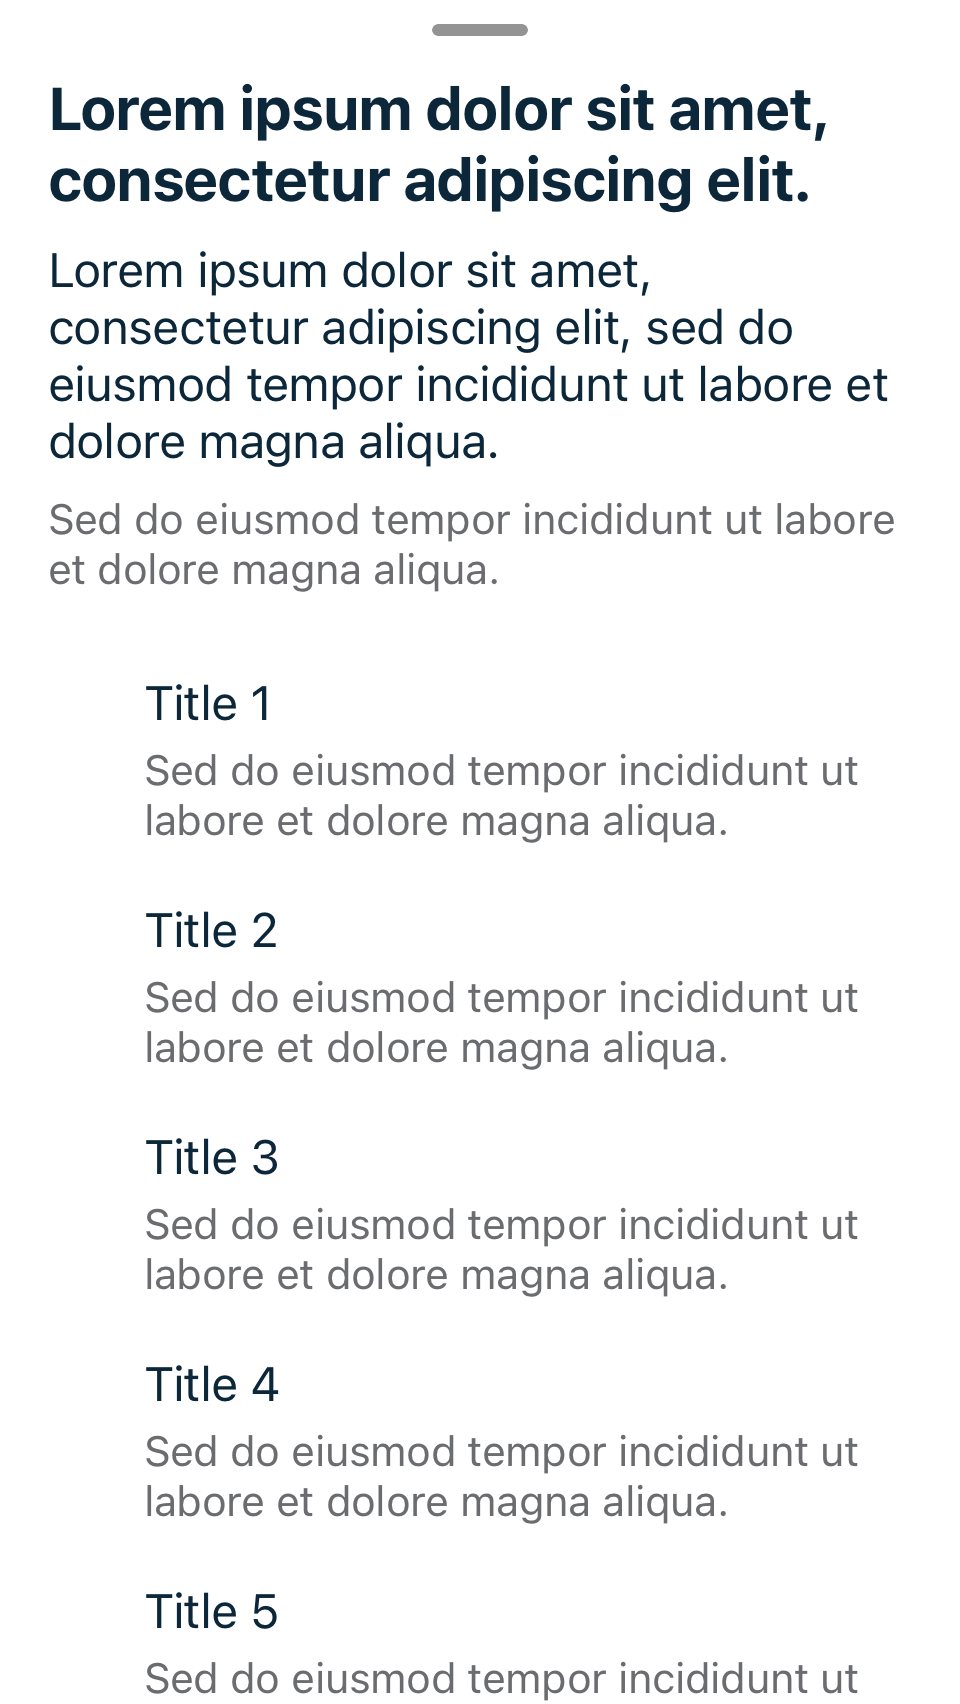 Lorem ipsum dolor sit amet,
consectetur adipiscing elit.
Lorem ipsum dolor sit amet,
consectetur adipiscing elit, sed do
eiusmod tempor incididunt ut labore et
dolore magna aliqua.
Sed do eiusmod tempor incididunt ut labore
et dolore magna aliqua.
Title 1
Sed do eiusmod tempor incididunt ut
labore et dolore magna aliqua.
Title 2
Sed do eiusmod tempor incididunt ut
labore et dolore magna aliqua.
Title 3
Sed do eiusmod tempor incididunt ut
labore et dolore magna aliqua.
Title 4
Sed do eiusmod tempor incididunt ut
labore et dolore magna aliqua.
Title 5
Sed do eiusmod tempor incididunt ut